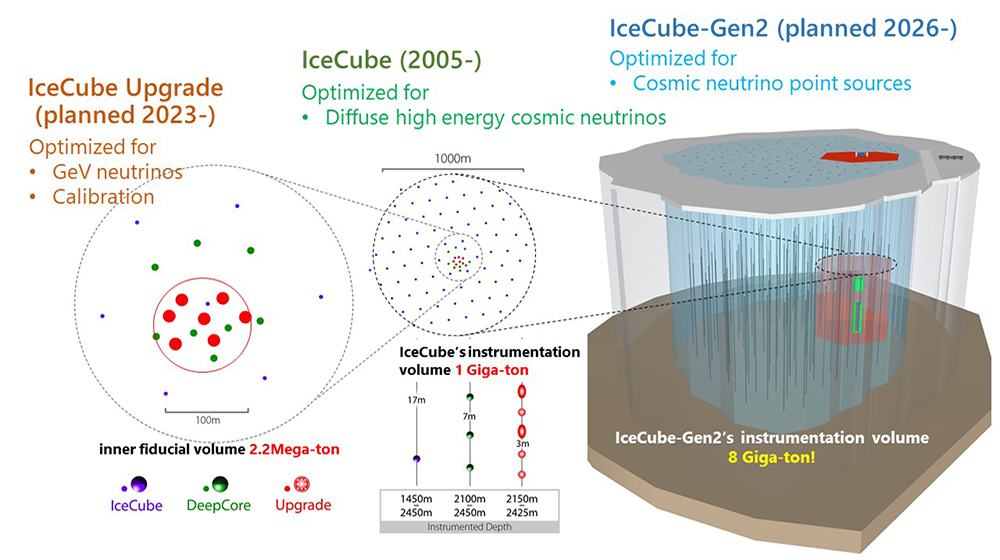 IceCube Upgrade
(planned 2023-)
Optimized for
• GeV neutrinos
• Calibration
100m
inner fiducial volume 2.2Mega-ton
IceCube
DeepCore
Upgrade
IceCube (2005-)
Optimized for
• Diffuse high energy cosmic neutrinos
1000m
IceCube's instrumentation
volume 1 Giga-ton
17m
7m
3m
1450m
2450m
2100m
2450m
2150m
2425m
Instrumented Depth
IceCube-Gen2 (planned 2026-)
Optimized for
• Cosmic neutrino point sources
IceCube-Gen2's instrumentation volume
8 Giga-ton!